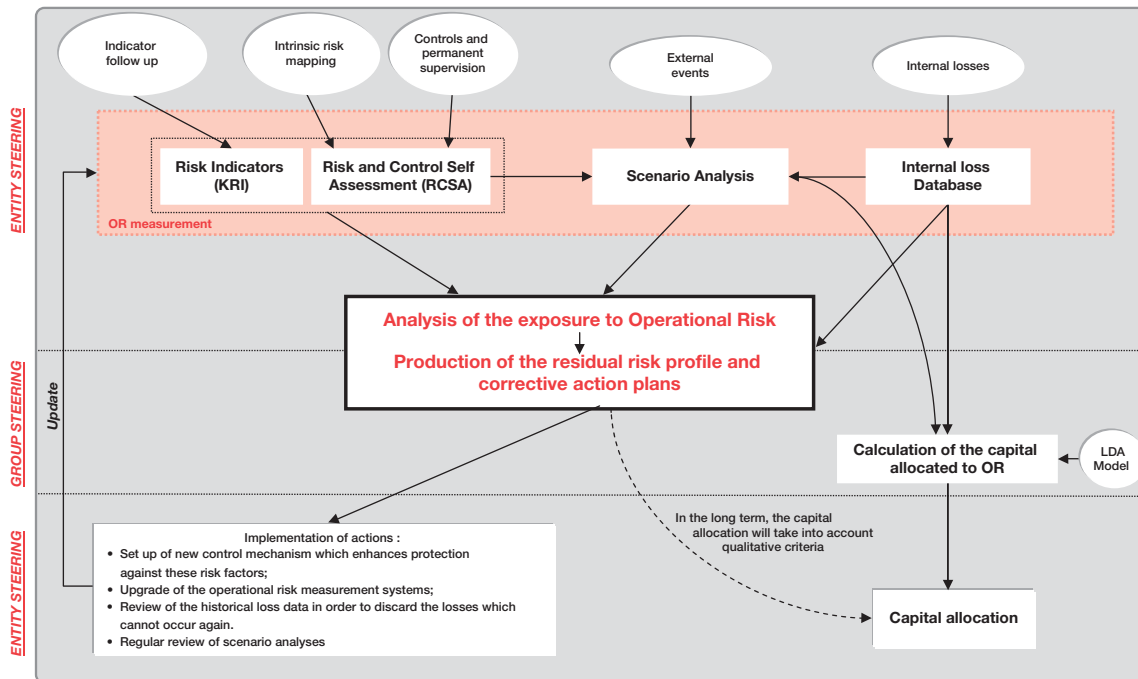 Indicator
follow up
Intrinsic risk
mapping
Controls and
permanent
supervision
External
events
Internal losses
ENTITY STEERING
Risk Indicators
(KRI)
Risk and Control Self
Assessment (RCSA)
Scenario Analysis
Internal loss
Database
OR measurement
Analysis of the exposure to Operational Risk
Production of the residual risk profile and
corrective action plans
Update
GROUP STEERING
Calculation of the capital
allocated to OR
LDA
Model
ENTITY STEERING
Implementation of actions :
• Set up of new control mechanism which enhances protection
against these risk factors;
• Upgrade of the operational risk measurement systems;
• Review of the historical loss data in order to discard the losses which
cannot occur again.
• Regular review of scenario analyses
In the long term, the capital
allocation will take into account
qualitative criteria
Capital allocation